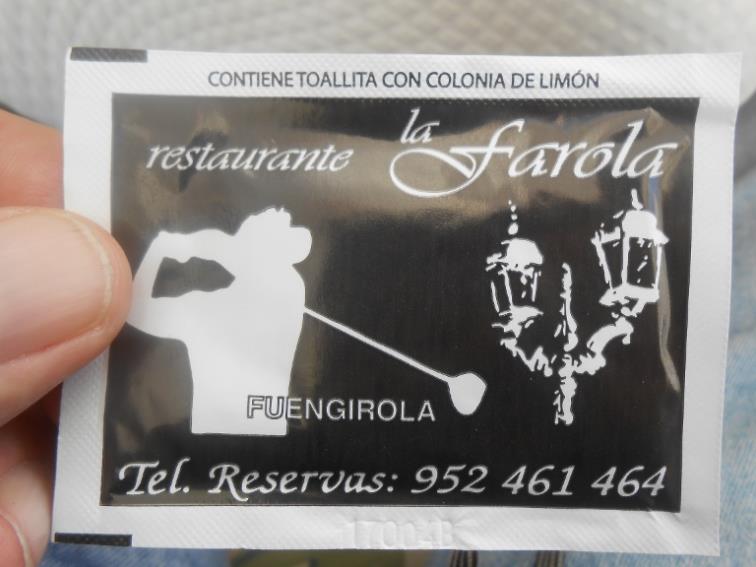 CONTIENE TOALLITA CON COLONIA DE LIMÓN
restaurante la Farola
FUENGIROLA
Tel. Reservas: 952 461 464